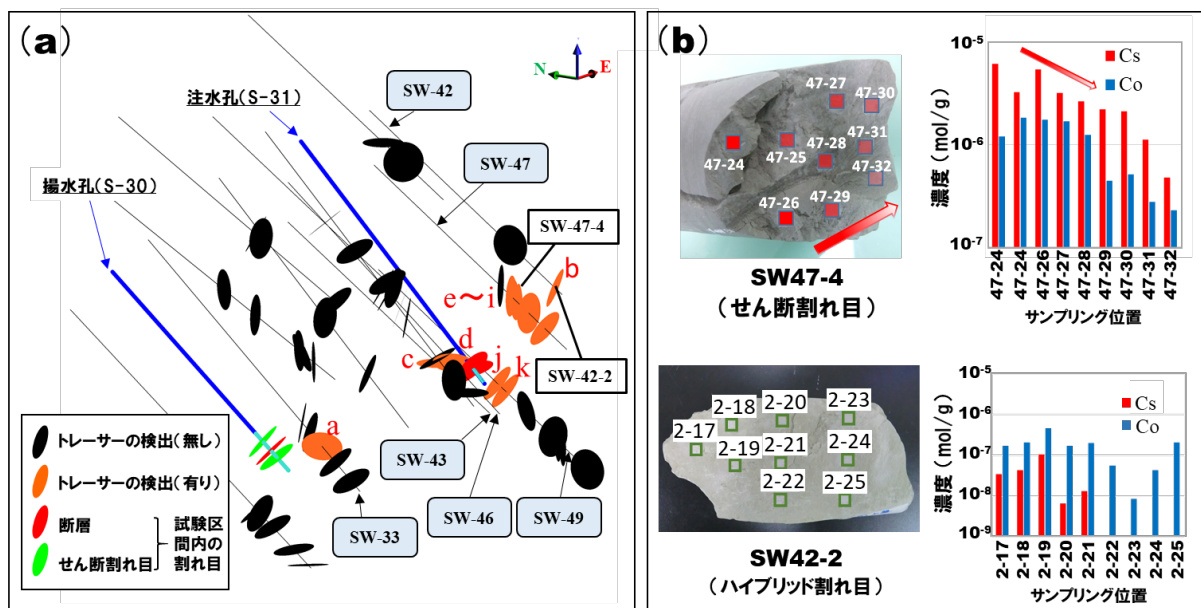 (a)
N
E
SW-42
注水孔(S-31)
揚水孔(S-30)
SW-47
SW-47-4
b
e~i
d
c
j
k
SW-42-2
a
SW-43
SW-46
SW-49
SW-33
トレーサーの検出(無し)
トレーサーの検出(有り)
断層
せん断割れ目
試験区
間内の
割れ目
(b)
47-27
47-30
47-31
47-24
47-25
47-28
47-32
47-26
47-29
SW47-4
(せん断割れ目)
10-5
10-6
10-7
濃度(mol/g)
Cs
Co
47-24
47-24
47-26
47-27
47-28
47-29
47-30
47-31
47-32
サンプリング位置
2-18
2-20
2-23
2-17
2-19
2-21
2-24
2-22
2-25
SW42-2
(ハイブリッド割れ目)
10-5
10-6
10-7
10-8
10-9
濃度(mol/g)
Cs
Co
2-17
2-18
2-19
2-20
2-21
2-22
2-23
2-24
2-25
サンプリング位置